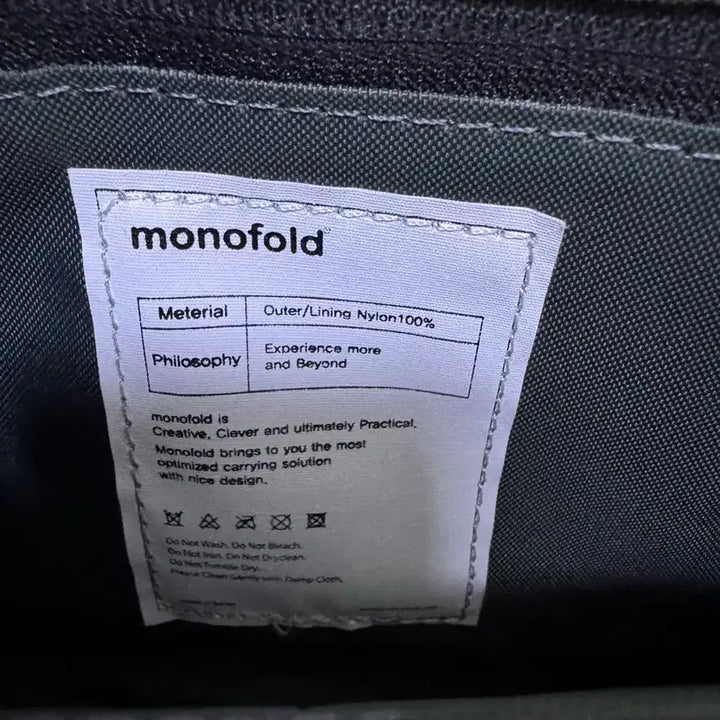 monofold
Meterial Outer/Lining Nylon100%
Philosophy Experience more
and Beyond
monofold is
Creative, Clever and ultimately Practical.
Monofold brings to you the most
optimized carrying solution
with nice design.
Do Not Wash. Do Not Bleach.
Do Not Iron. Do Not Dryclean.
Do Not Tumble Dry.
Please Clean Gently with Damp Cloth.